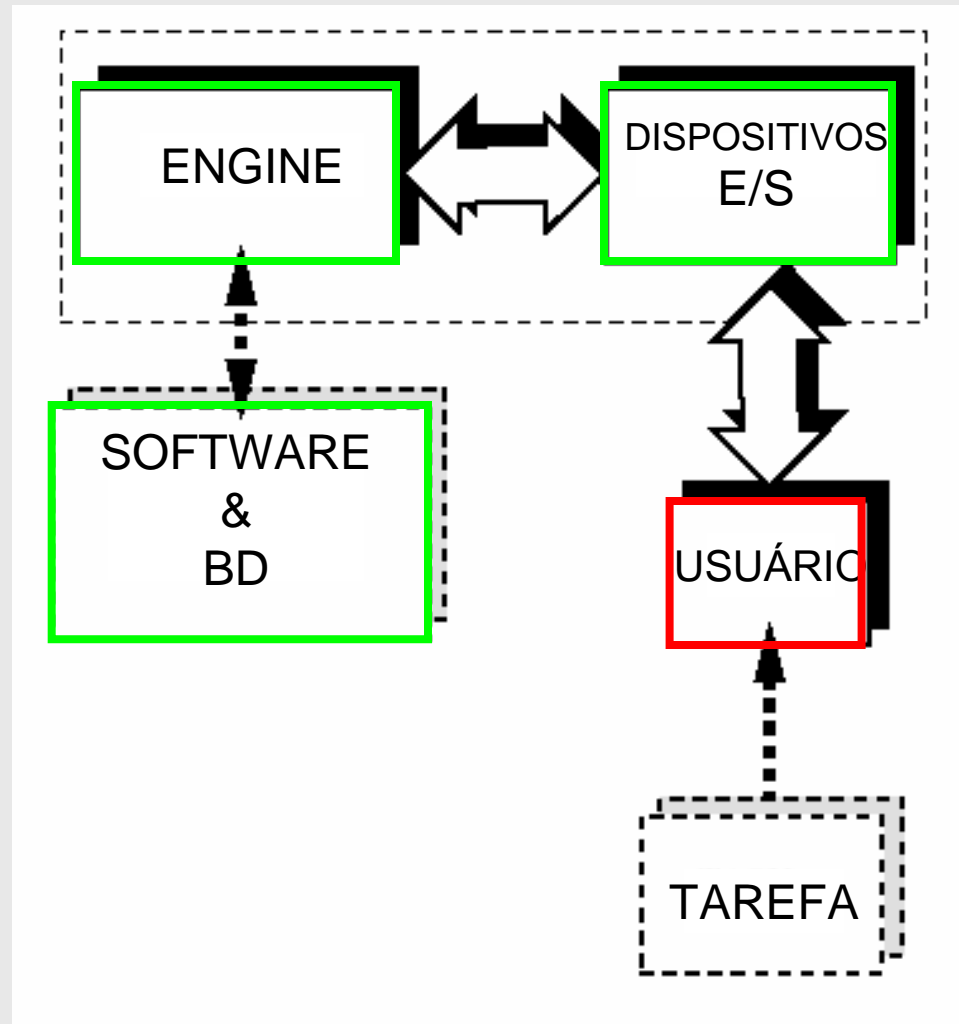 ENGINE
DISPOSITIVOS
E/S
SOFTWARE
&
BD
USUÁRIO
TAREFA